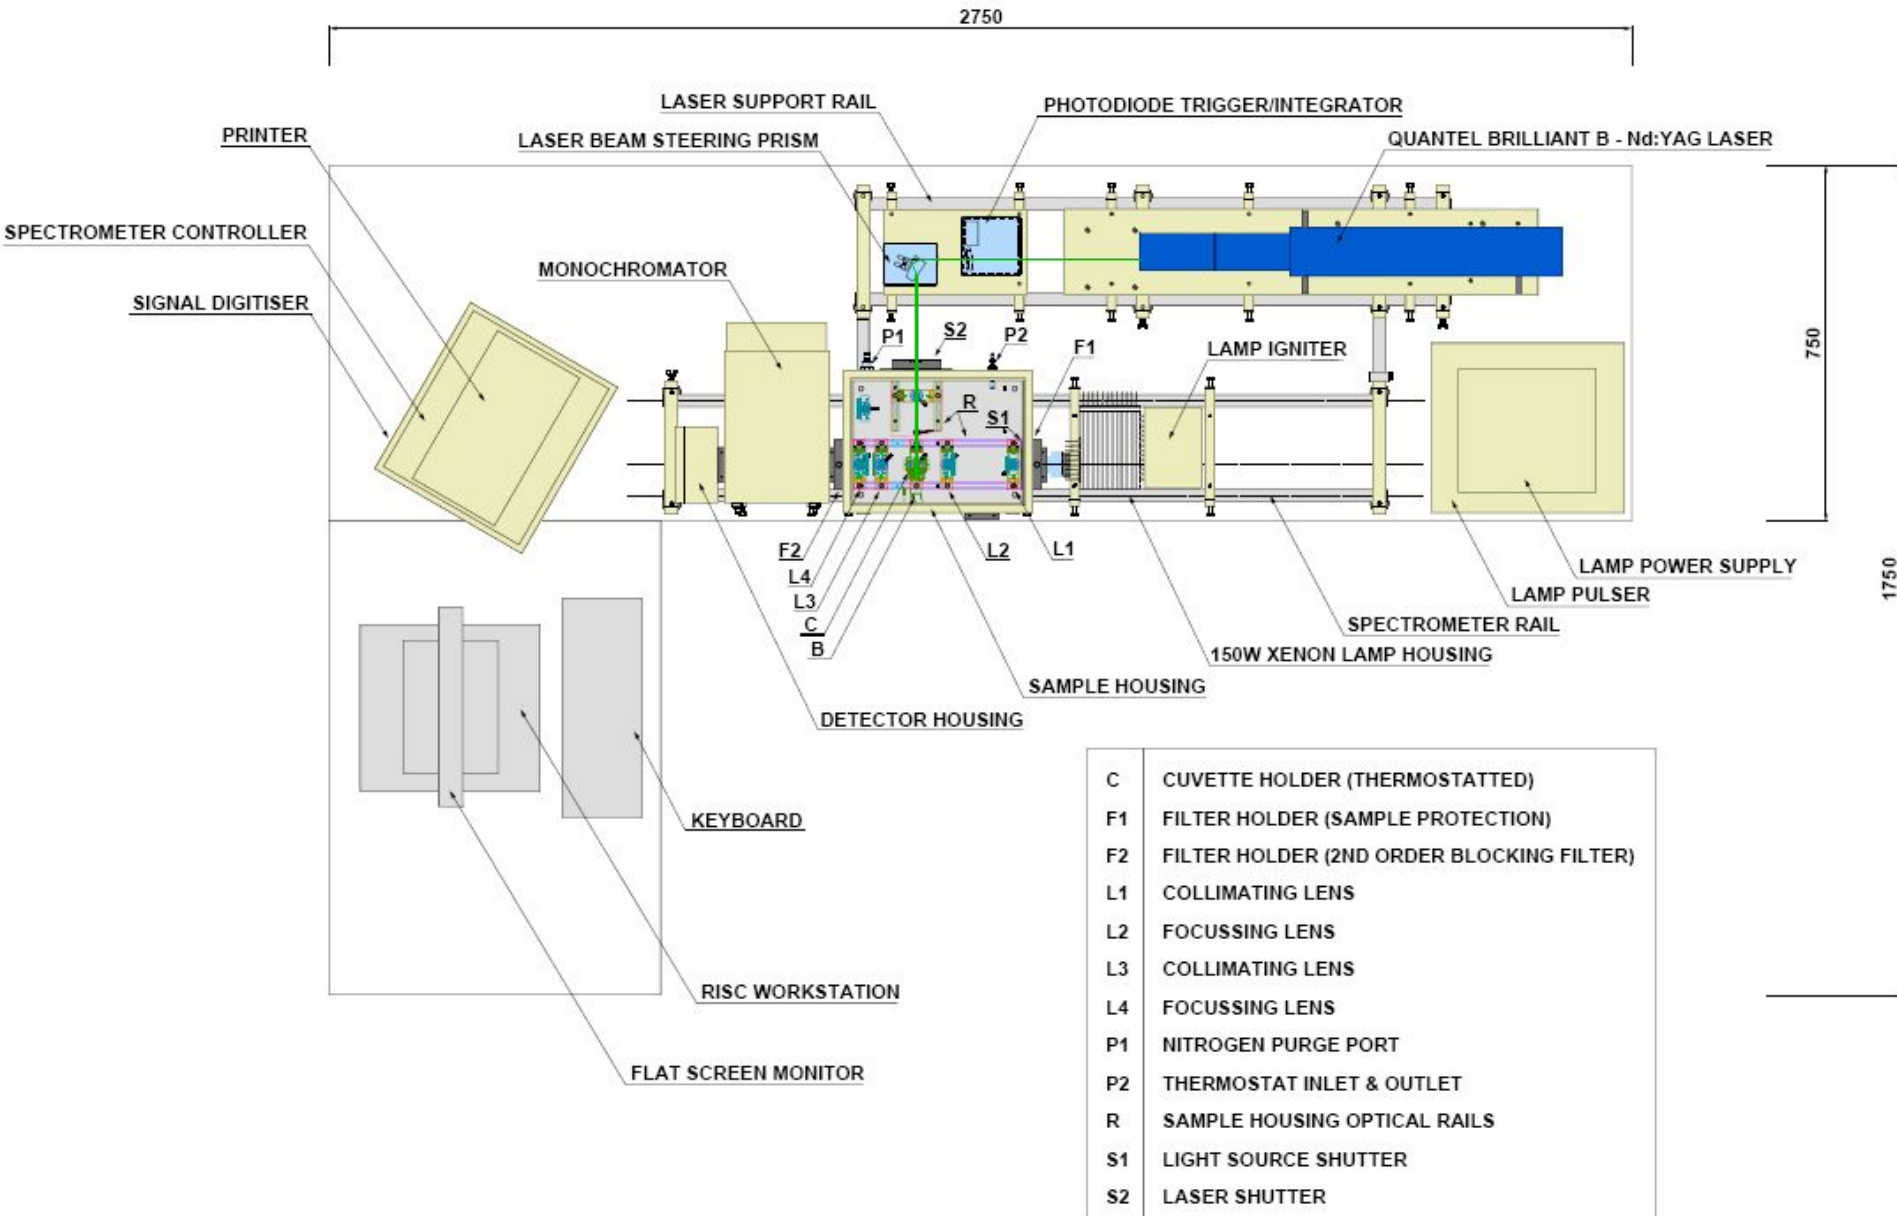 2750
LASER SUPPORT RAIL
PHOTODIODE TRIGGER/INTEGRATOR
PRINTER
LASER BEAM STEERING PRISM
QUANTEL BRILLIANT B - Nd:YAG LASER
SPECTROMETER CONTROLLER
MONOCHROMATOR
SIGNAL DIGITISER
P1
S2
P2
F1
LAMP IGNITER
750
R
S1
F2
L4
L3
C
B
L2
L1
LAMP POWER SUPPLY
LAMP PULSER
1750
SPECTROMETER RAIL
150W XENON LAMP HOUSING
SAMPLE HOUSING
DETECTOR HOUSING
KEYBOARD
RISC WORKSTATION
FLAT SCREEN MONITOR
C CUVETTE HOLDER (THERMOSTATTED)
F1 FILTER HOLDER (SAMPLE PROTECTION)
F2 FILTER HOLDER (2ND ORDER BLOCKING FILTER)
L1 COLLIMATING LENS
L2 FOCUSSING LENS
L3 COLLIMATING LENS
L4 FOCUSSING LENS
P1 NITROGEN PURGE PORT
P2 THERMOSTAT INLET & OUTLET
R SAMPLE HOUSING OPTICAL RAILS
S1 LIGHT SOURCE SHUTTER
S2 LASER SHUTTER